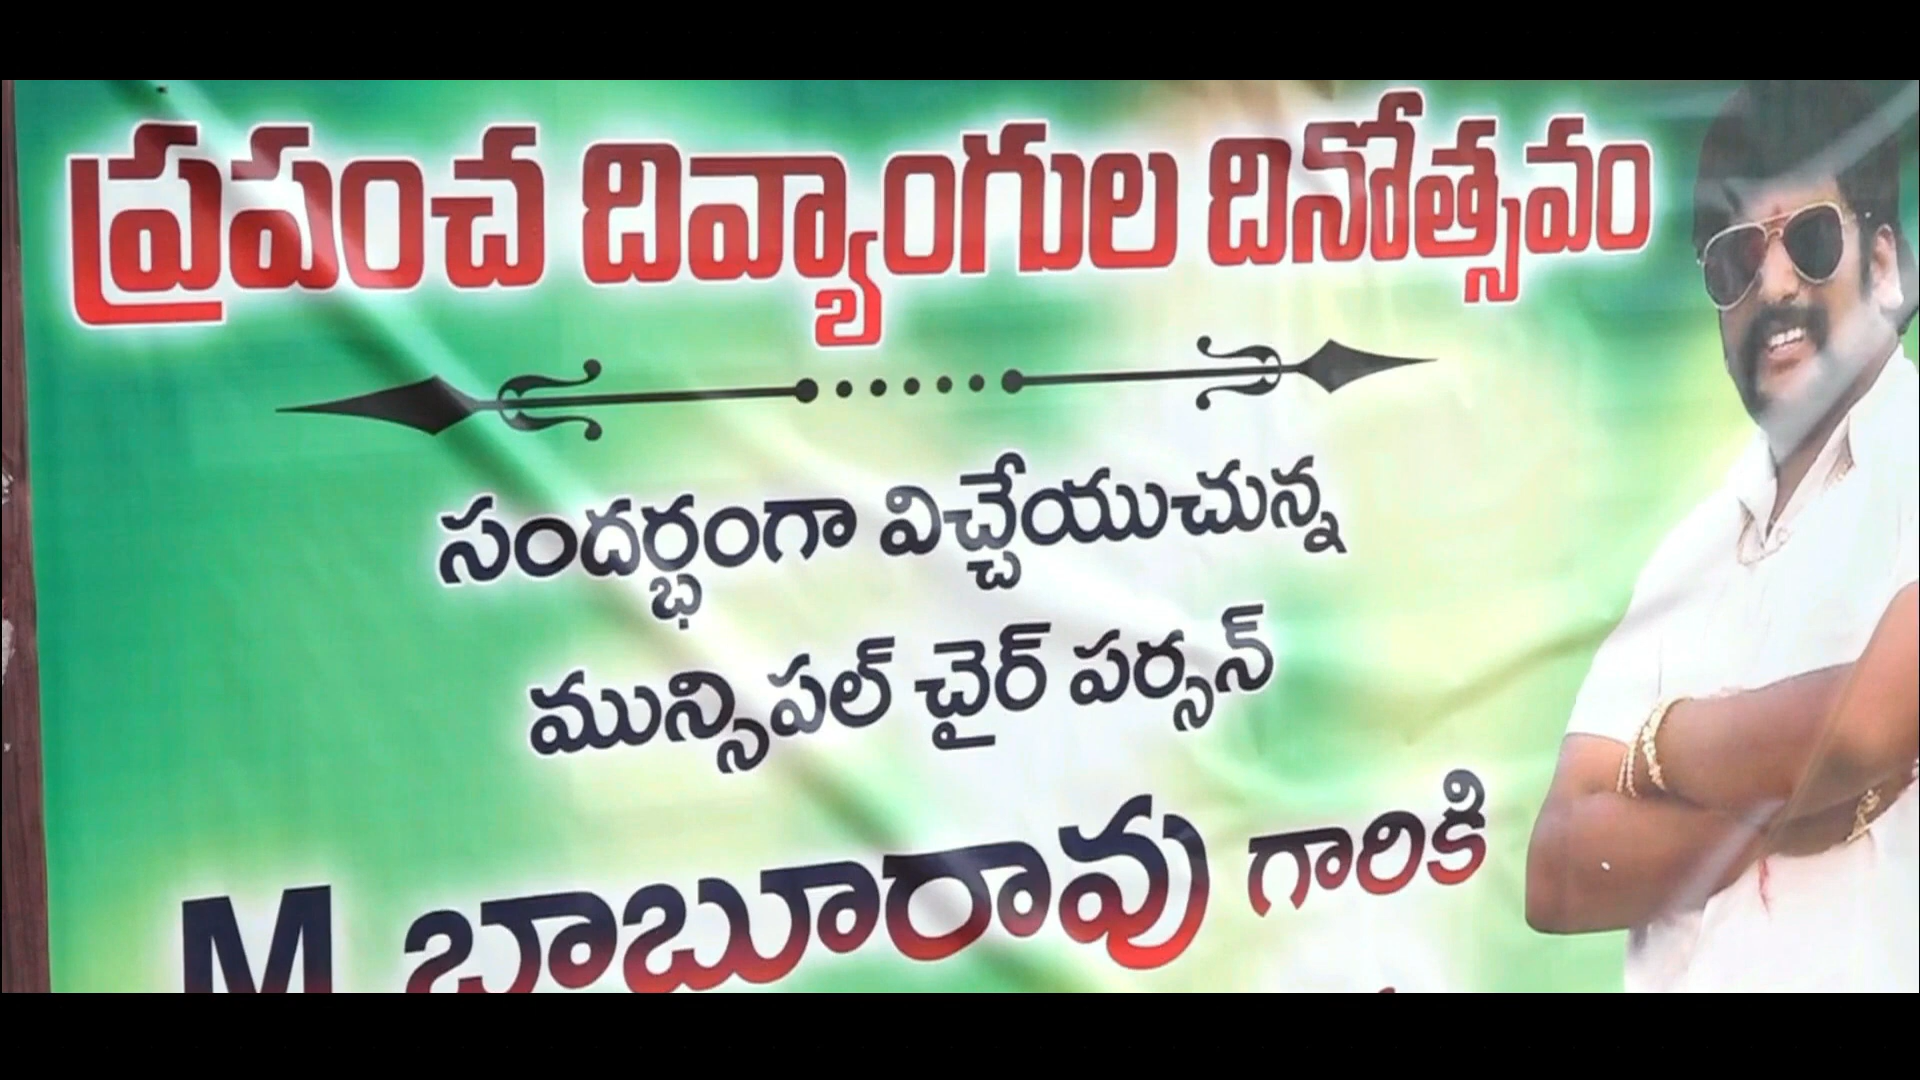 ప్రపంచ దివ్యాంగుల దినోత్సవం
సందర్భంగా విచ్చేయుచున్న
మున్సిపల్ ఛైర్ పర్సన్
M. బాబూరావు గారికి